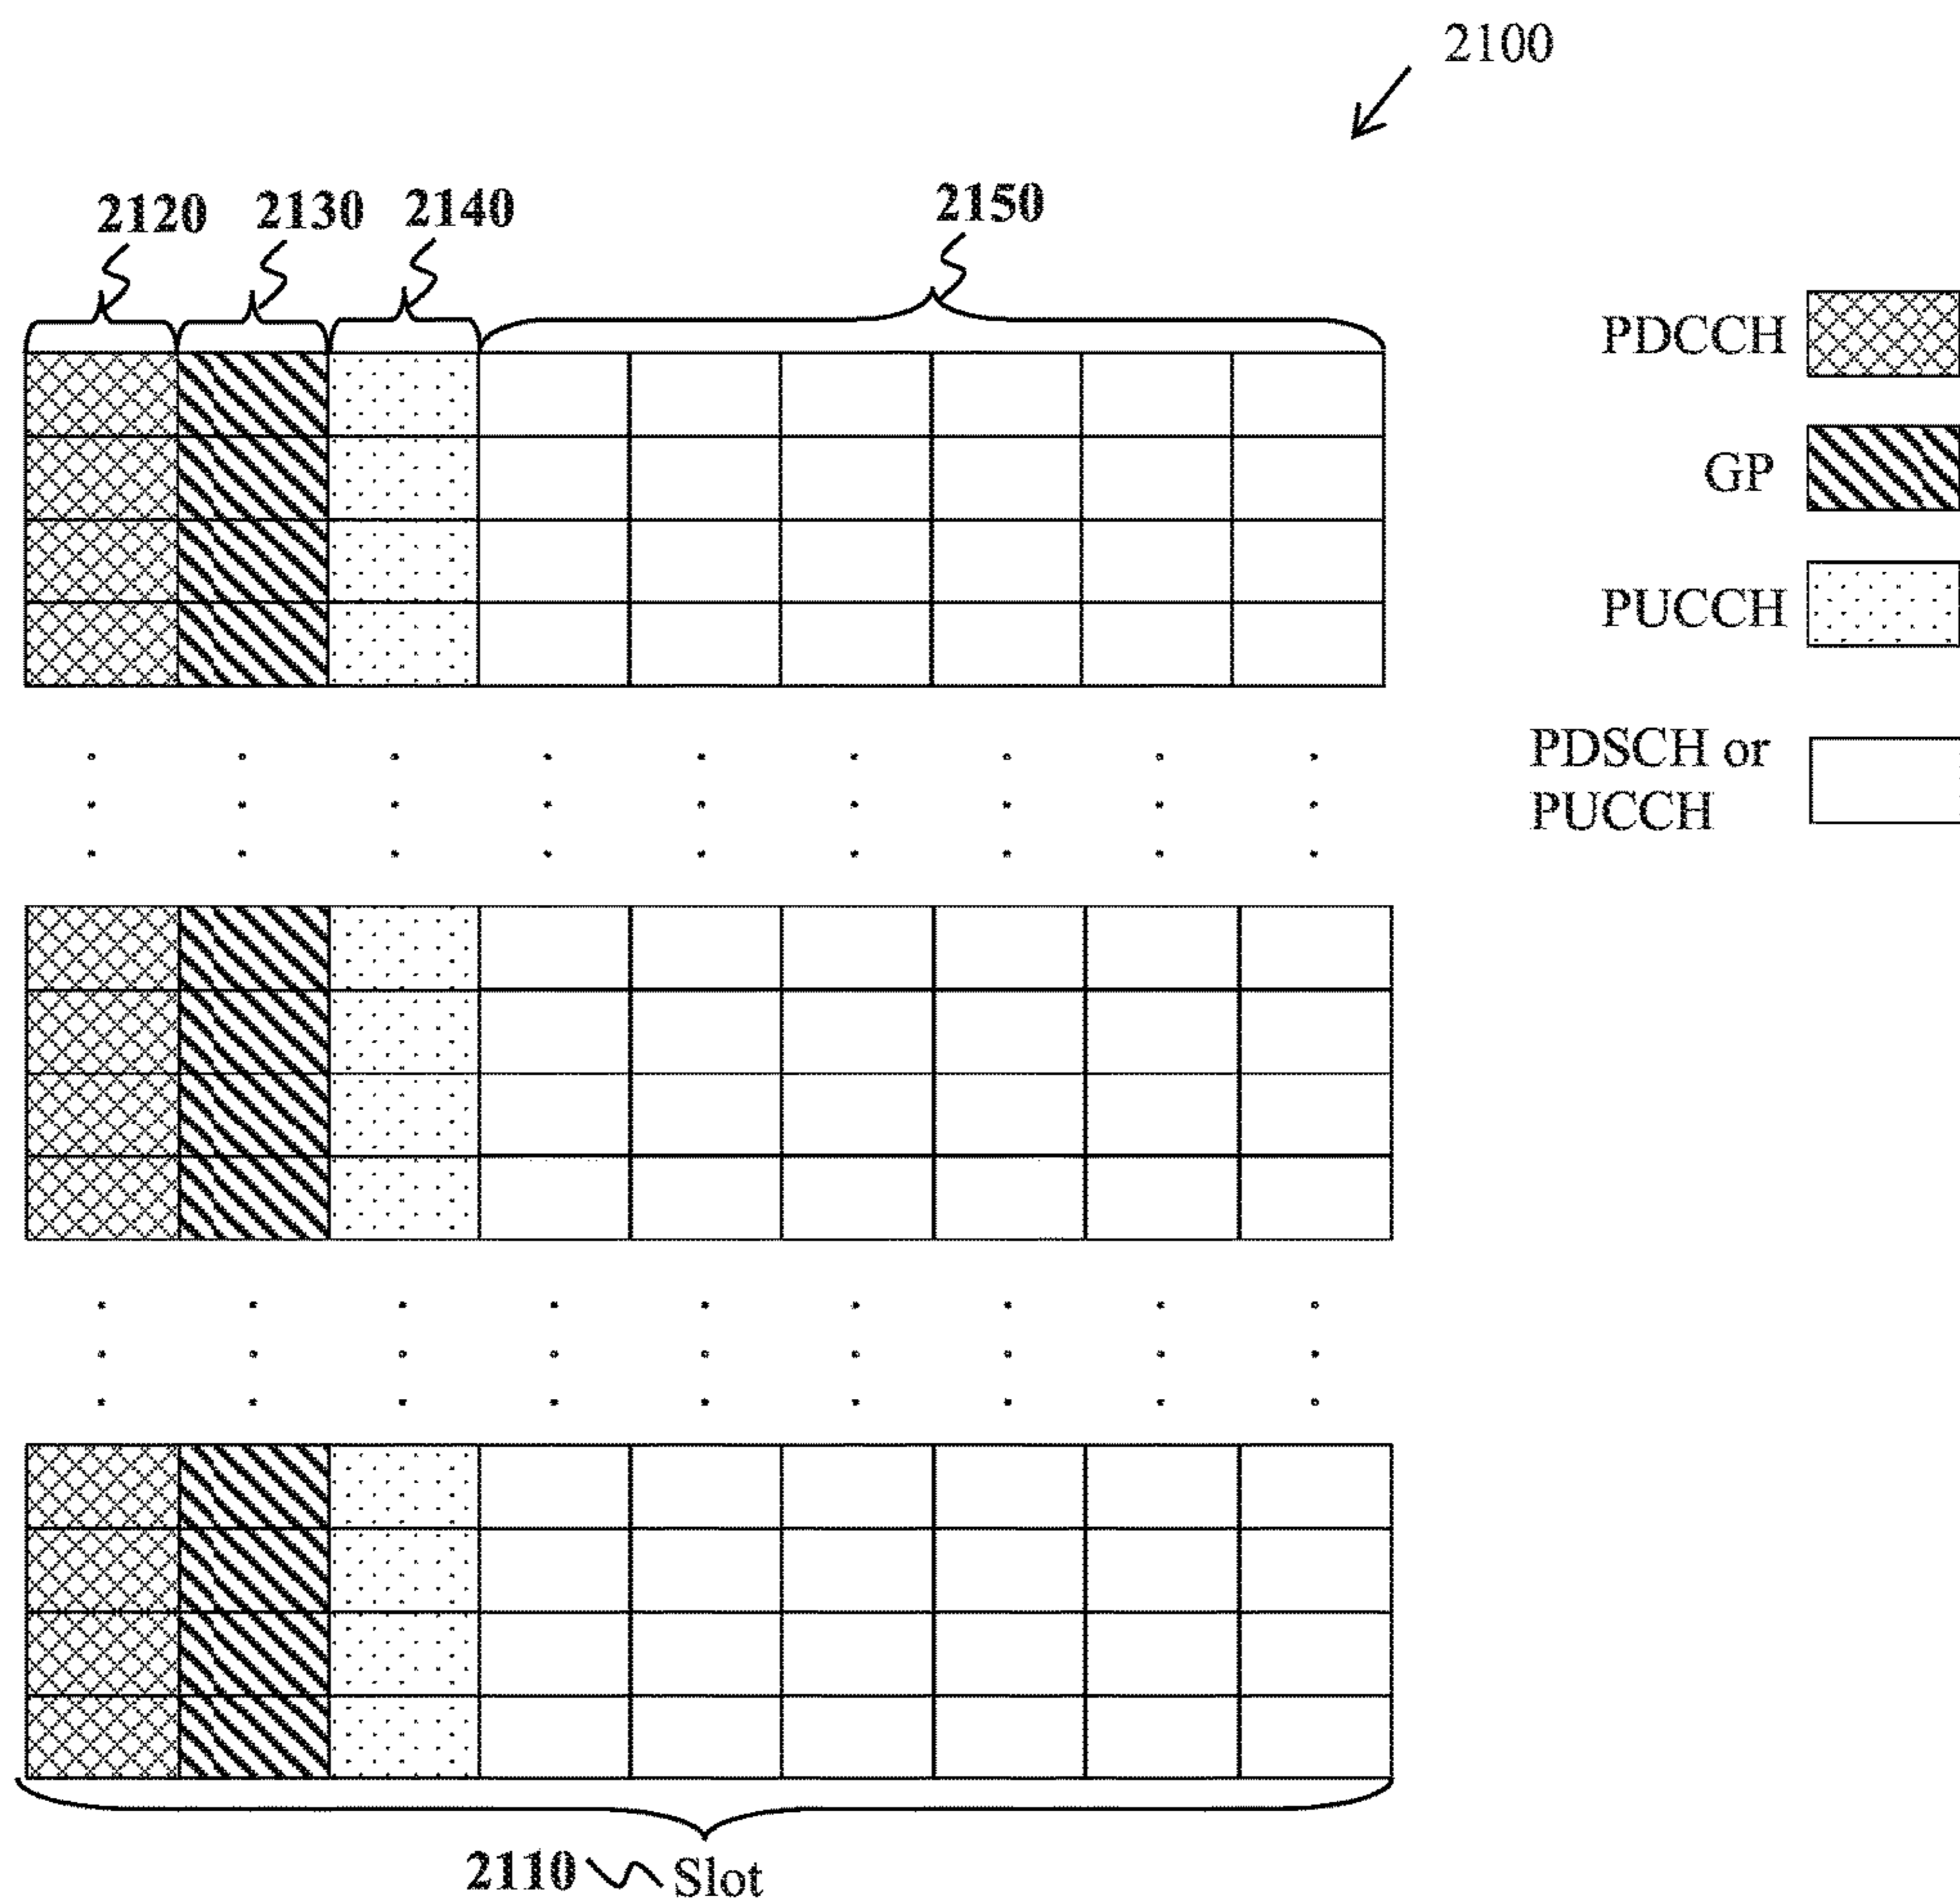 2100
2120 2130 2140 2150
PDCCH
GP
PUCCH
PDSCH or
PUCCH
2110 Slot